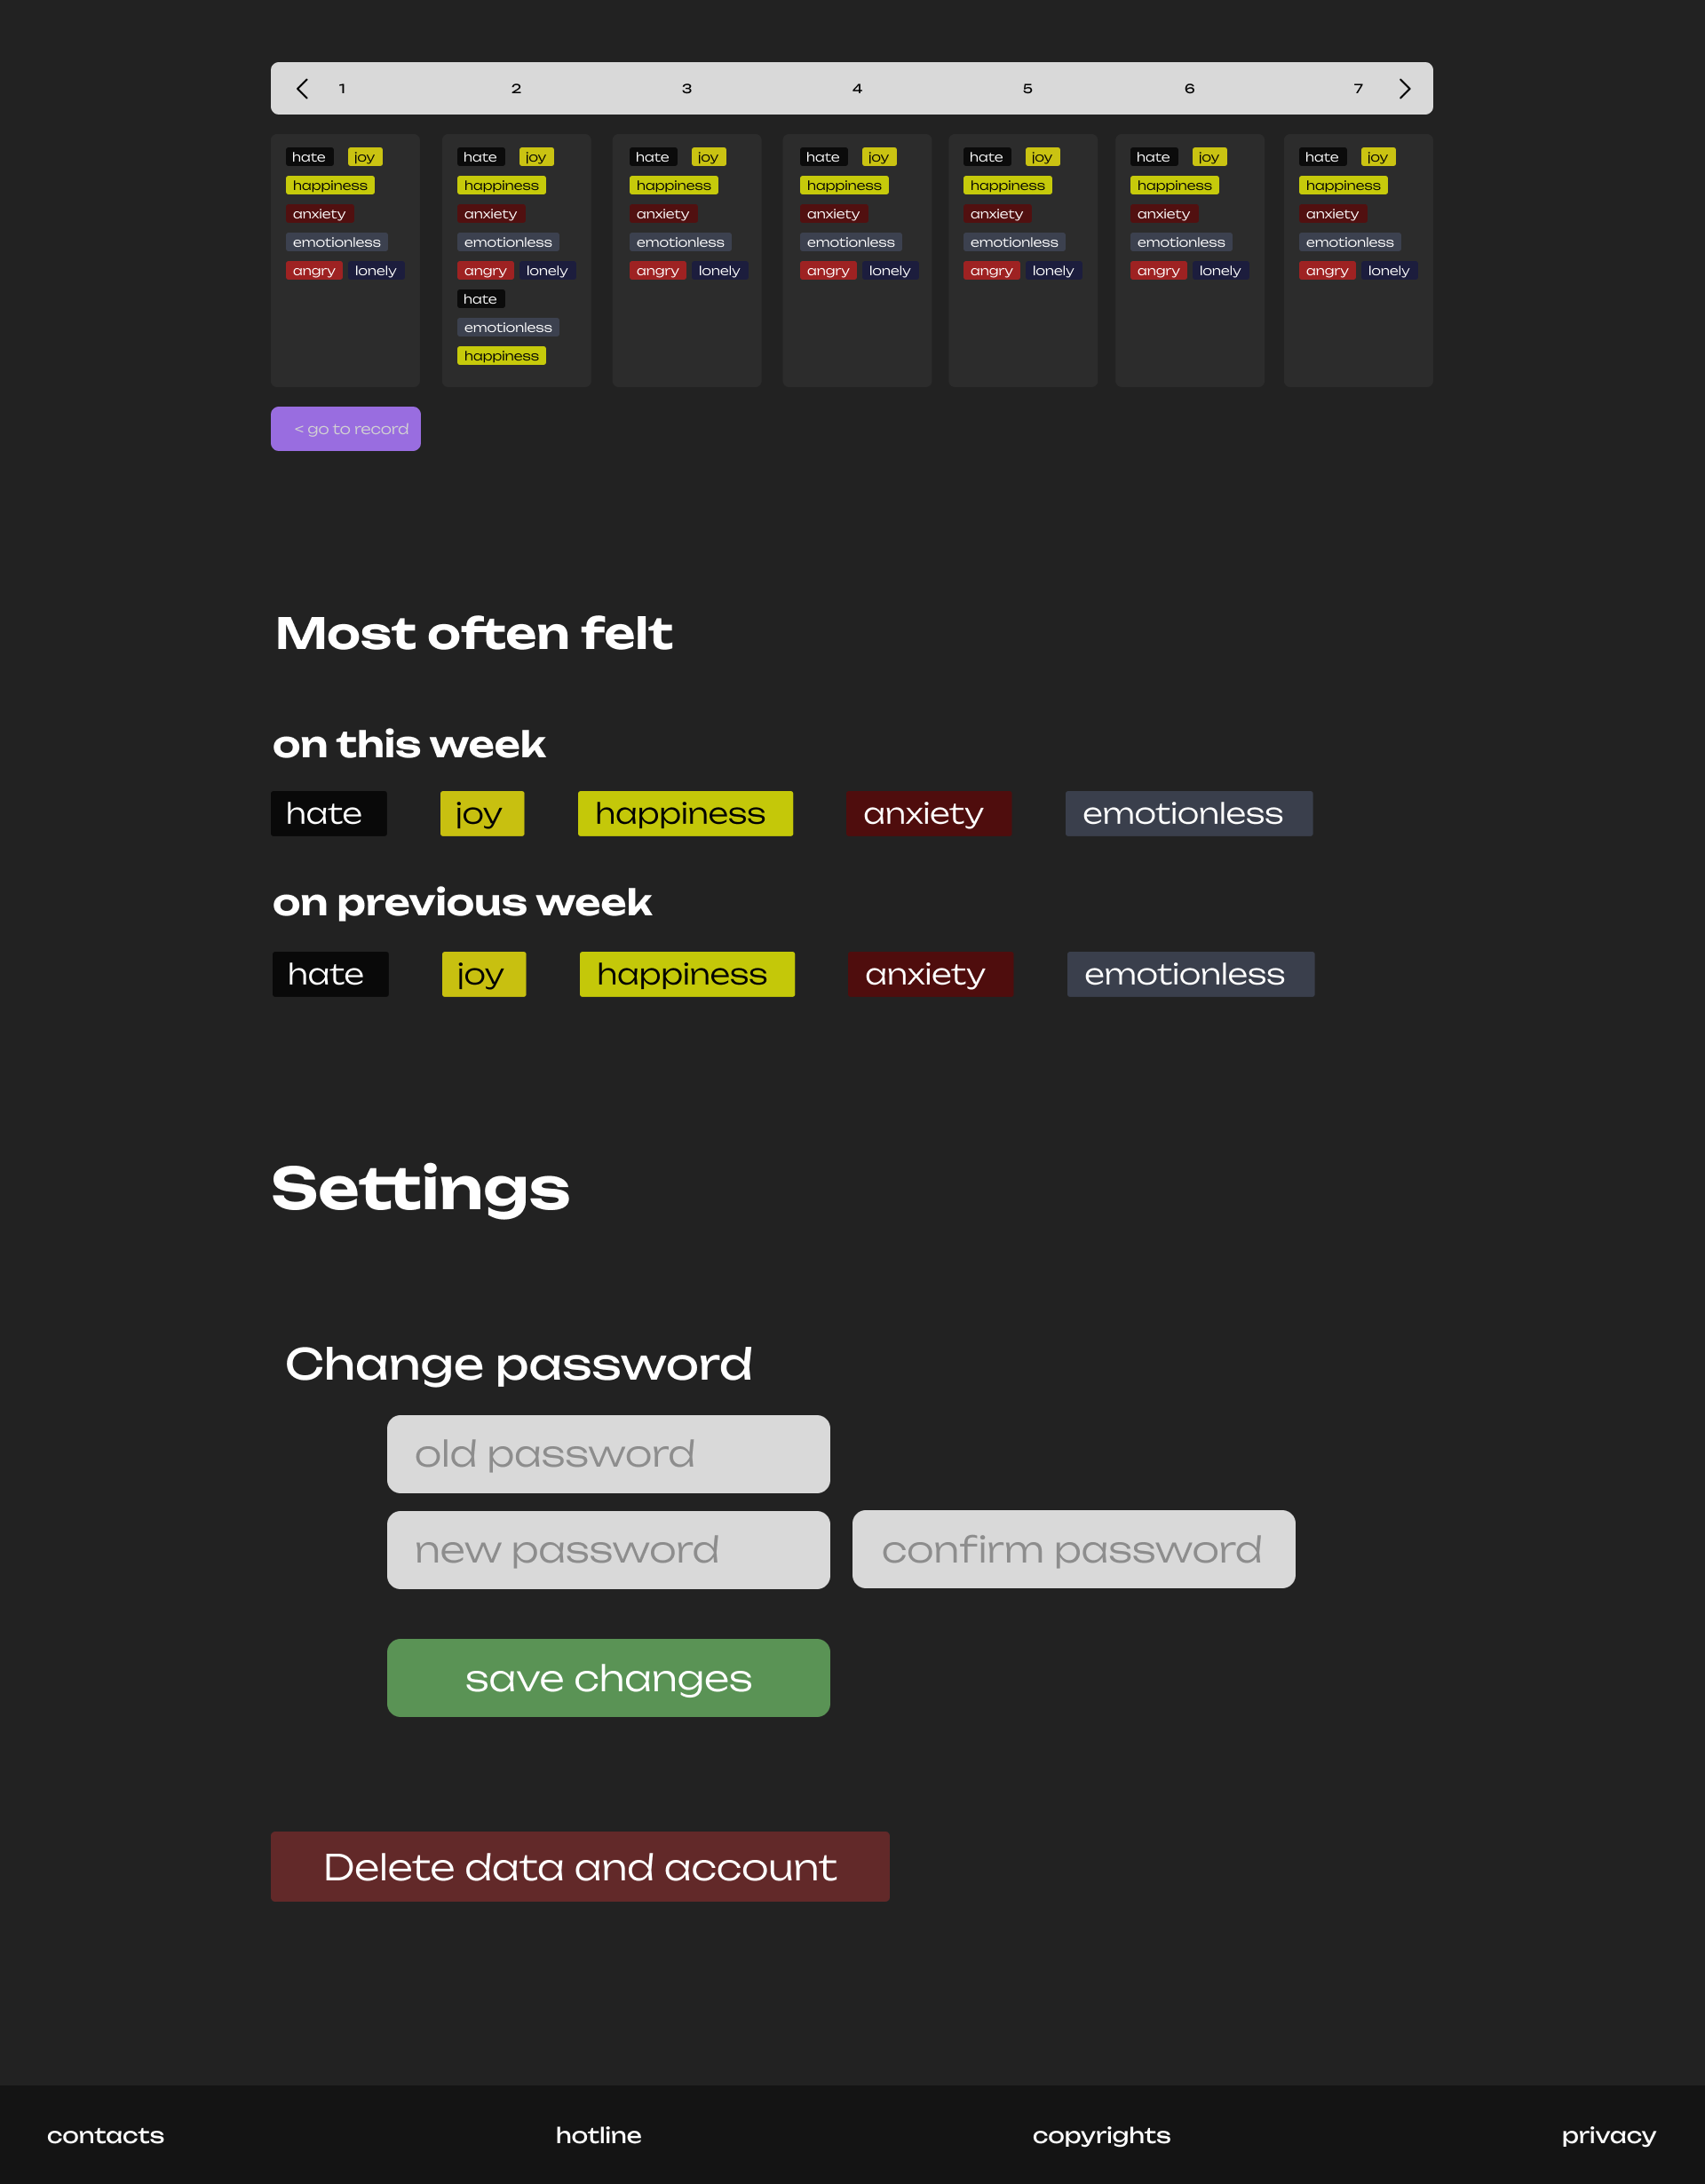 1 2 3 4 5 6 7
hate joy hate joy hate joy hate joy hate joy hate joy hate joy
happiness happiness happiness happiness happiness happiness happiness
anxiety anxiety anxiety anxiety anxiety anxiety anxiety
emotionless emotionless emotionless emotionless emotionless emotionless emotionless
angry lonely angry lonely angry lonely angry lonely angry lonely angry lonely angry lonely
hate
emotionless
happiness
< go to record
Most often felt
on this week
hate joy happiness anxiety emotionless
on previous week
hate joy happiness anxiety emotionless
Settings
Change password
old password
new password confirm password
save changes
Delete data and account
contacts hotline copyrights privacy